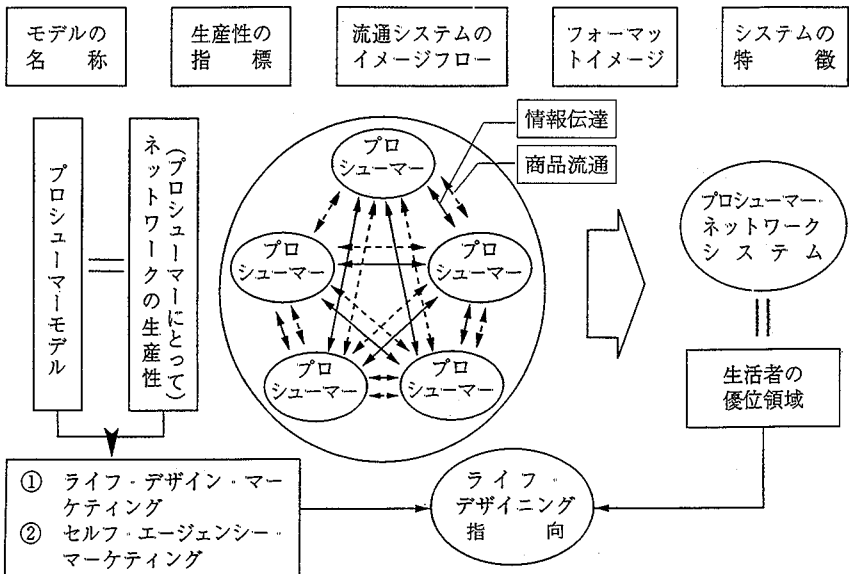 モデルの
名称
生産性の
指標
流通システムの
イメージフロー
フォーマッ
トイメージ
システムの
特徴
プロシューマーモデル
(プロシューマーにとって)
ネットワークの生産性
情報伝達
商品流通
プロ
シューマー
プロ
シューマー
プロ
シューマー
プロ
シューマー
プロ
シューマー
プロシューマー・
ネットワーク
システム
生活者の
優位領域
① ライフ・デザイン・マー
ケティング
② セルフ・エージェンシー・
マーケティング
ライフ・
デザイニング
指向